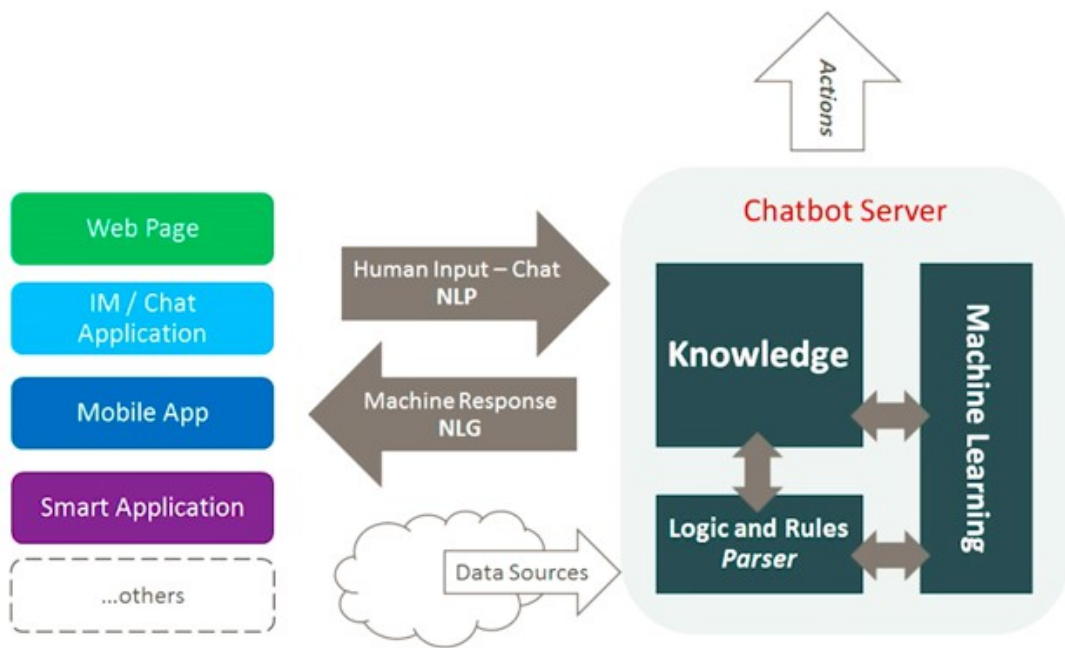 Actions
Chatbot Server
Web Page
IM / Chat
Application
Mobile App
Smart Application
...others
Human Input – Chat
NLP
Machine Response
NLG
Data Sources
Knowledge
Logic and Rules
Parser
Machine Learning